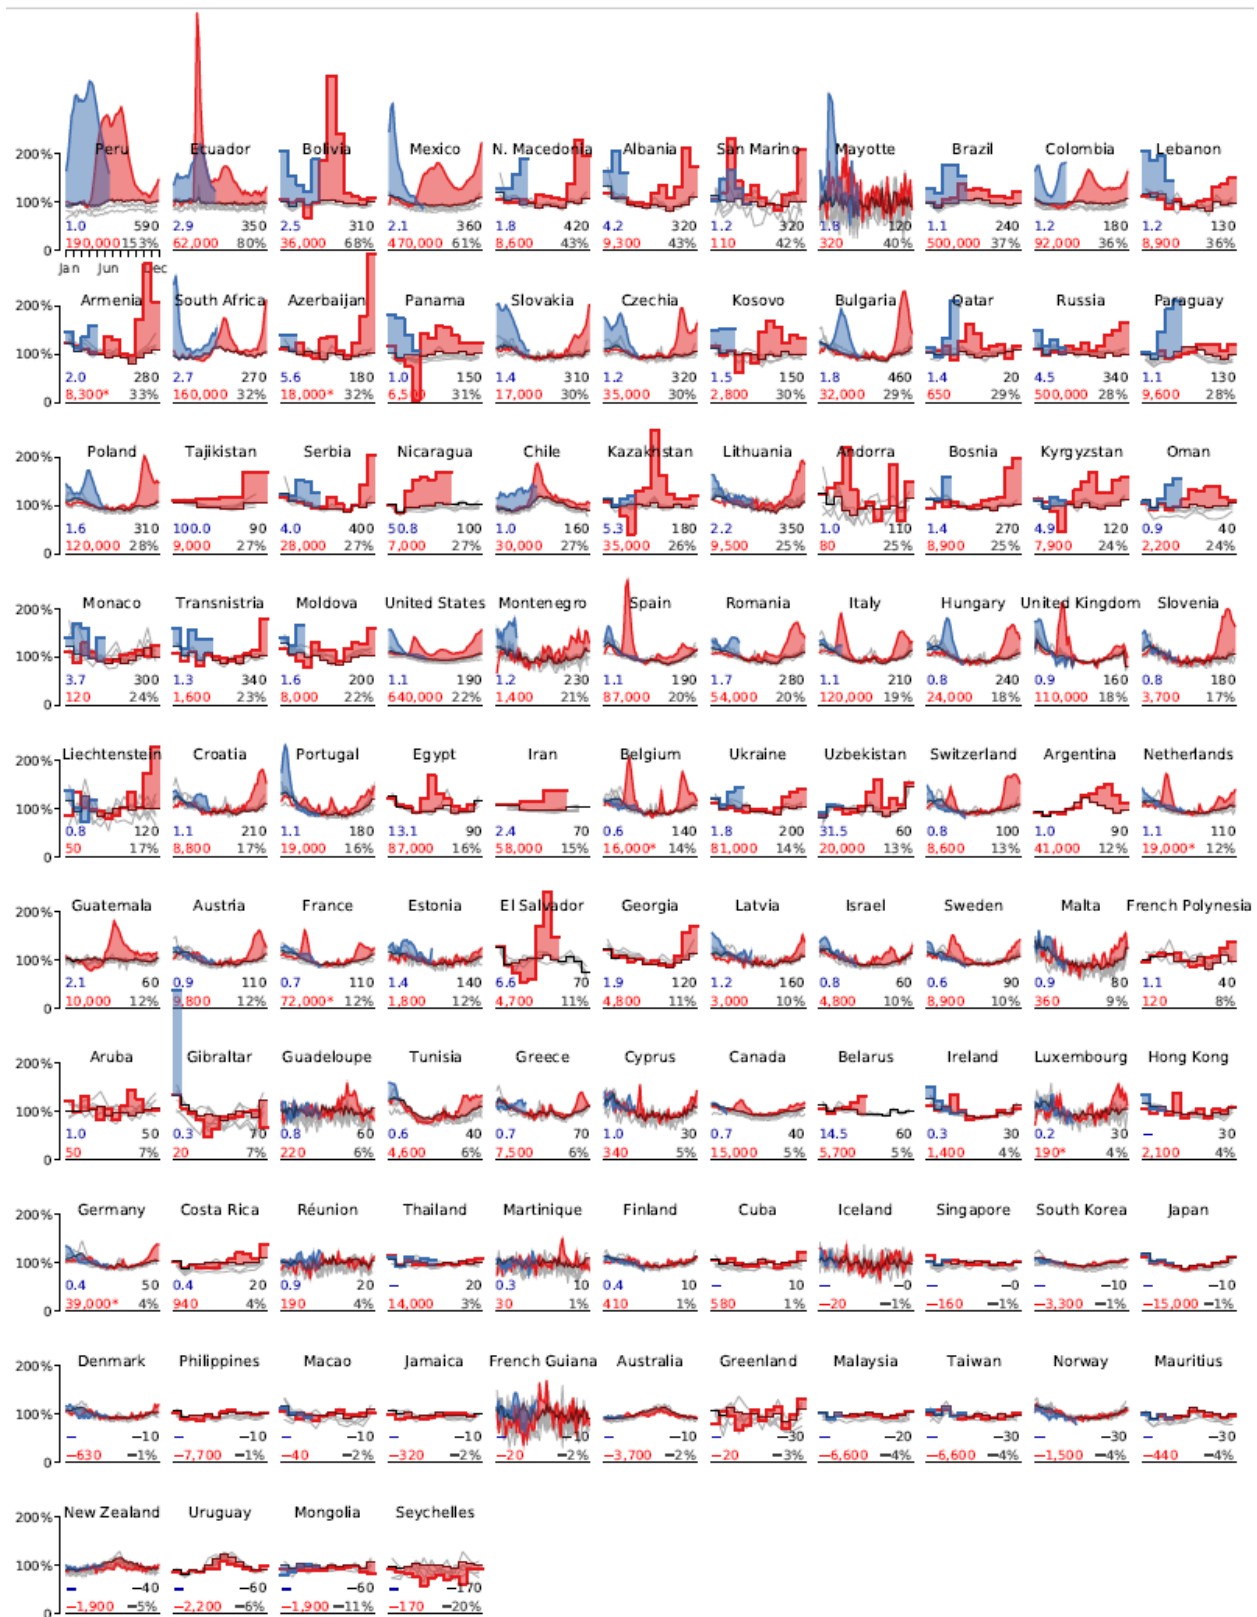 Peru Ecuador Bolivia Mexico N. Macedonia Albania San Marino Mayotte Brazil Colombia Lebanon
200%
100%
1.0 590 2.9 350 2.5 310 2.1 360 1.8 420 4.2 320 1.2 320 1.8 120 1.1 240 1.2 180 1.2 130
0 190,000 153% 62,000 80% 36,000 68% 470,000 61% 8,600 43% 9,300 43% 110 42% 320 40% 500,000 37% 92,000 36% 8,900 36%
Jan Jun Dec
Armenia South Africa Azerbaijan Panama Slovakia Czechia Kosovo Bulgaria Qatar Russia Paraguay
200%
100%
2.0 280 2.7 270 5.6 180 1.0 150 1.4 310 1.2 320 1.5 150 1.8 460 1.4 20 4.5 340 1.1 130
0 8,300* 33% 160,000 32% 18,000* 32% 6,500 31% 17,000 30% 35,000 30% 2,800 30% 32,000 29% 650 29% 500,000 28% 9,600 28%
Poland Tajikistan Serbia Nicaragua Chile Kazakhstan Lithuania Andorra Bosnia Kyrgyzstan Oman
200%
100%
1.6 310 100.0 90 4.0 400 50.8 100 1.0 160 5.3 180 2.2 350 1.0 110 1.4 270 4.9 120 0.9 40
0 120,000 28% 9,000 27% 28,000 27% 7,000 27% 30,000 27% 35,000 26% 9,500 25% 80 25% 8,900 25% 7,900 24% 2,200 24%
Monaco Transnistria Moldova United States Montenegro Spain Romania Italy Hungary United Kingdom Slovenia
200%
100%
3.7 300 1.3 340 1.6 200 1.1 190 1.2 230 1.1 190 1.7 280 1.1 210 0.8 240 0.9 160 0.8 180
0 120 24% 1,600 23% 8,000 22% 640,000 22% 1,400 21% 87,000 20% 54,000 20% 120,000 19% 24,000 18% 110,000 18% 3,700 17%
Liechtenstein Croatia Portugal Egypt Iran Belgium Ukraine Uzbekistan Switzerland Argentina Netherlands
200%
100%
0.8 120 1.1 210 1.1 180 13.1 90 2.4 70 0.6 140 1.8 200 31.5 60 0.8 100 1.0 90 1.1 110
0 50 17% 8,800 17% 19,000 16% 87,000 16% 58,000 15% 16,000* 14% 81,000 14% 20,000 13% 8,600 13% 41,000 12% 19,000* 12%
Guatemala Austria France Estonia El Salvador Georgia Latvia Israel Sweden Malta French Polynesia
200%
100%
2.1 60 0.9 110 0.7 110 1.4 140 6.6 70 1.9 120 1.2 160 0.8 60 0.6 90 0.9 80 1.1 40
0 10,000 12% 9,800 12% 72,000* 12% 1,800 12% 4,700 11% 4,800 11% 3,000 10% 4,800 10% 8,900 10% 360 9% 120 8%
Aruba Gibraltar Guadeloupe Tunisia Greece Cyprus Canada Belarus Ireland Luxembourg Hong Kong
200%
100%
1.0 50 0.3 70 0.8 60 0.6 40 0.7 70 1.0 30 0.7 40 14.5 60 0.3 30 0.2 30 – 30
0 50 7% 20 7% 220 6% 4,600 6% 7,500 6% 340 5% 15,000 5% 5,700 5% 1,400 4% 190* 4% 2,100 4%
Germany Costa Rica Réunion Thailand Martinique Finland Cuba Iceland Singapore South Korea Japan
200%
100%
0.4 50 0.4 20 0.9 20 – 20 0.3 10 0.4 10 – 10 – −0 – −0 – −10 – −10
0 39,000* 4% 940 4% 190 4% 14,000 3% 30 1% 410 1% 580 1% −20 −1% −160 −1% −3,300 −1% −15,000 −1%
Denmark Philippines Macao Jamaica French Guiana Australia Greenland Malaysia Taiwan Norway Mauritius
200%
100%
– −10 – −10 – −10 – −10 – −10 – −10 – −30 – −20 – −30 – −30 – −30
0 −630 −1% −7,700 −1% −40 −2% −320 −2% −20 −2% −3,700 −2% −20 −3% −6,600 −4% −6,600 −4% −1,500 −4% −440 −4%
New Zealand Uruguay Mongolia Seychelles
200%
100%
– −40 – −60 – −60 – −170
0 −1,900 −5% −2,200 −6% −1,900 −11% −170 −20%